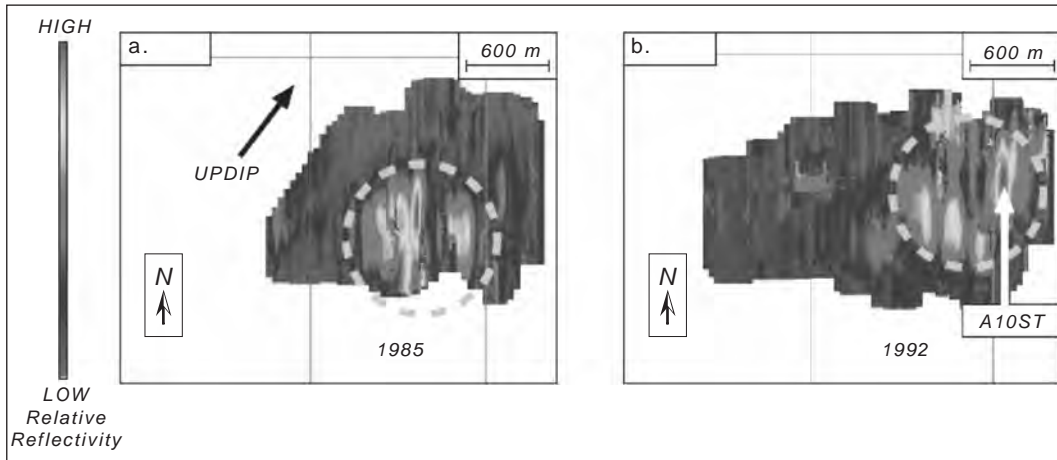 HIGH
LOW
Relative
Reflectivity
a.
600 m
UPDIP
N
1985
b.
600 m
N
A10ST
1992